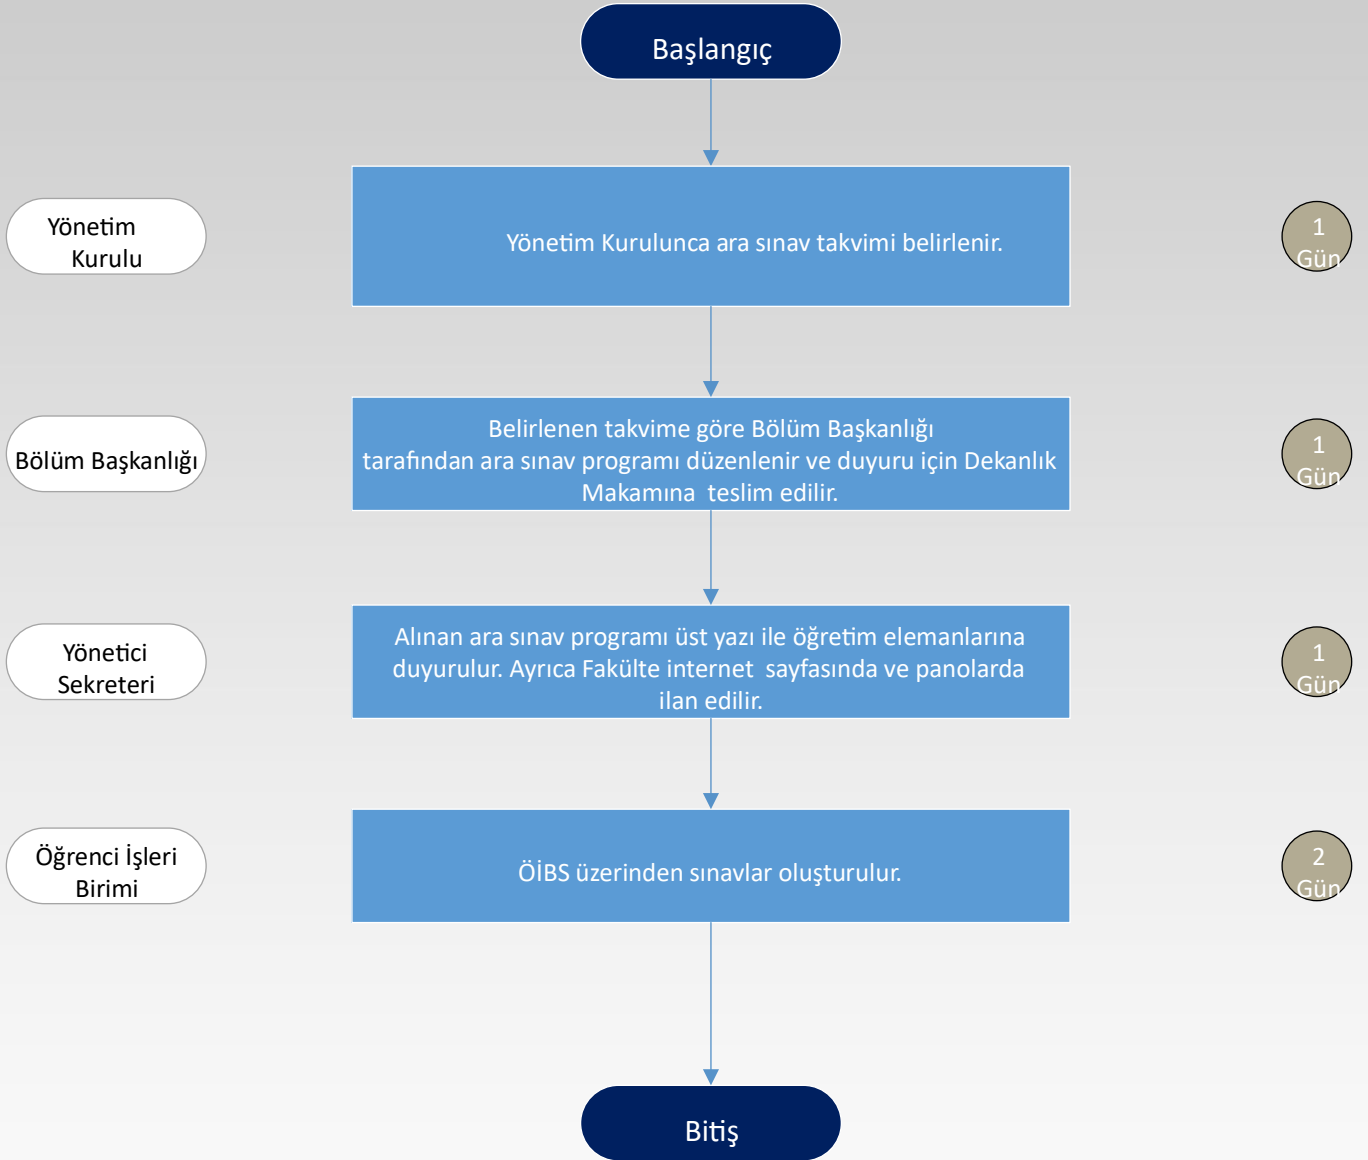 Başlangıç
Yönetim
Kurulu
Yönetim Kurulunca ara sınav takvimi belirlenir.
1
Gün
Bölüm Başkanlığı
Belirlenen takvime göre Bölüm Başkanlığı
tarafından ara sınav programı düzenlenir ve duyuru için Dekanlık
Makamına teslim edilir.
1
Gün
Yönetici
Sekreteri
Alınan ara sınav programı üst yazı ile öğretim elemanlarına
duyurulur. Ayrıca Fakülte internet sayfasında ve panolarda
ilan edilir.
1
Gün
Öğrenci İşleri
Birimi
ÖİBS üzerinden sınavlar oluşturulur.
2
Gün
Bitiş